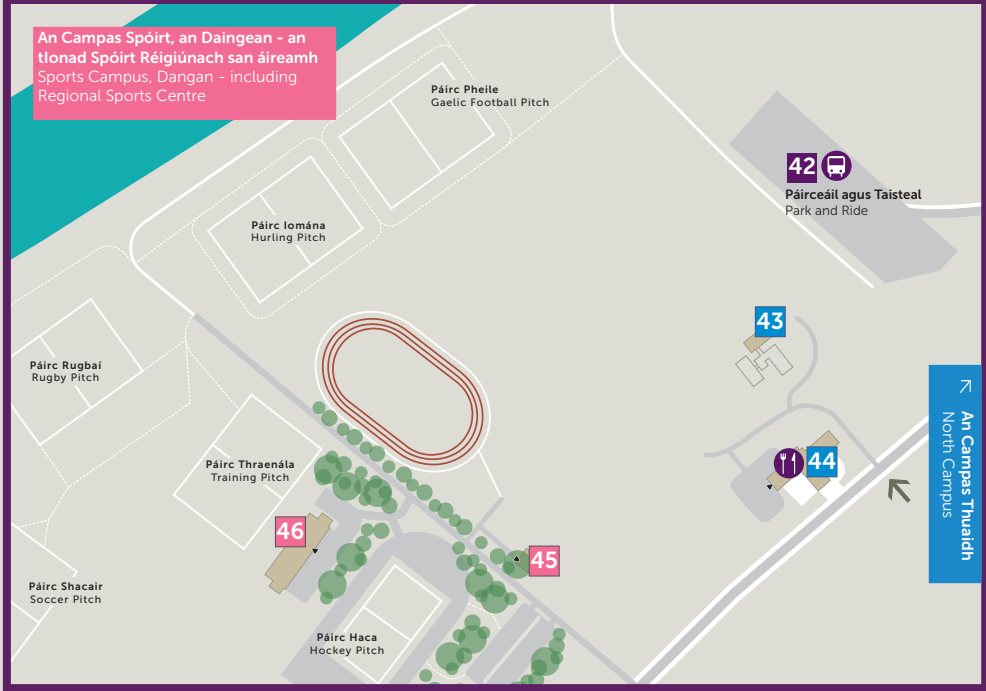 An Campas Spóirt, an Daingean - an
tIonad Spóirt Réigiúnach san áireamh
Sports Campus, Dangan - including
Regional Sports Centre
Páirc Pheile
Gaelic Football Pitch
42
Páirceáil agus Taisteal
Park and Ride
Páirc Iomána
Hurling Pitch
43
Páirc Rugbaí
Rugby Pitch
An Campas Thuaidh
North Campus
Páirc Thraenála
Training Pitch
44
46
45
Páirc Shacair
Soccer Pitch
Páirc Haca
Hockey Pitch